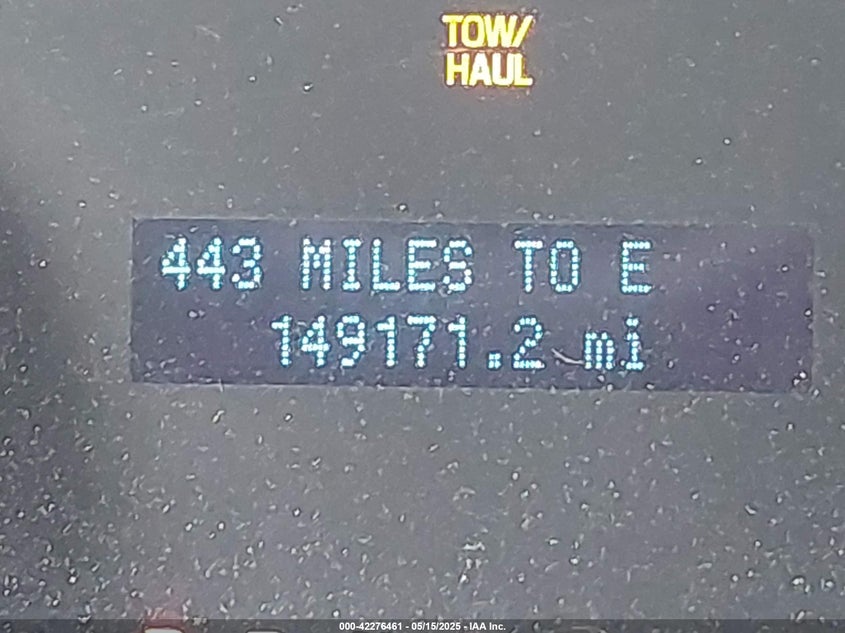 TOW/
HAUL
443 MILES TO E
149171.2 mi
000-42276461 - 05/15/2025 - IAA Inc.